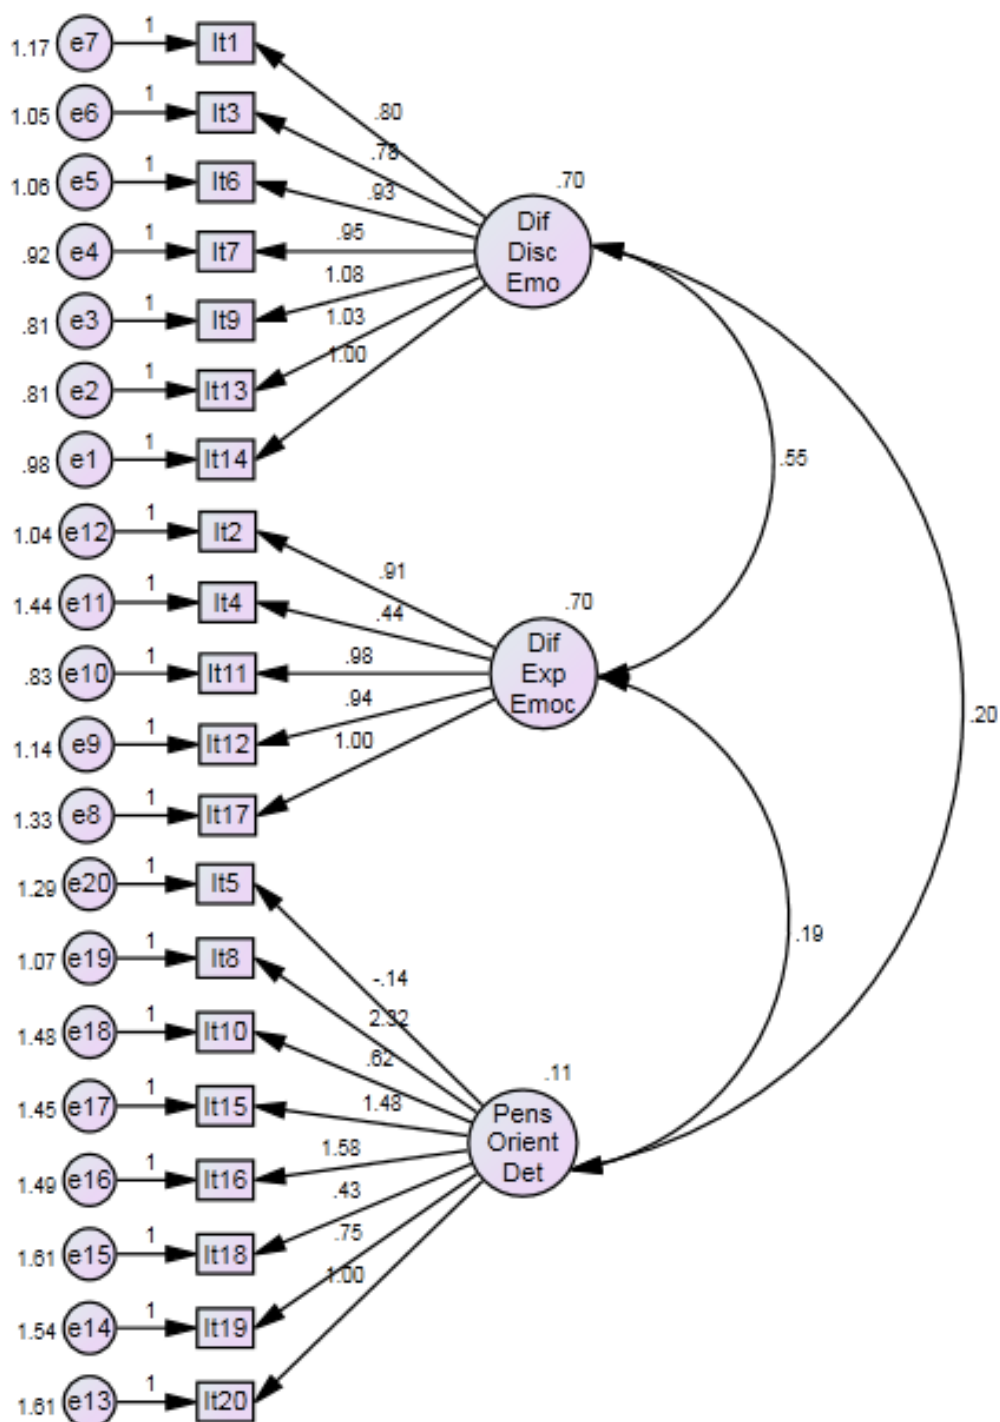 1.17 e7 1 It1
.80
1.05 e6 1 It3
.78
1.06 e5 1 It6
.93
.70
.92 e4 1 It7
.95
Dif
Disc
Emo
.81 e3 1 It9
1.08
.81 e2 1 It13
1.03
.98 e1 1 It14
1.00
.55
1.04 e12 1 It2
.91
1.44 e11 1 It4
.44
.70
.83 e10 1 It11
.98
Dif
Exp
Emoc
1.14 e9 1 It12
.94
1.33 e8 1 It17
1.00
.20
1.29 e20 1 It5
-.14
1.07 e19 1 It8
2.32
.19
1.48 e18 1 It10
.62
.11
1.45 e17 1 It15
1.48
Pens
Orient
Det
1.49 e16 1 It16
1.58
1.61 e15 1 It18
.43
1.54 e14 1 It19
.75
1.61 e13 1 It20
1.00